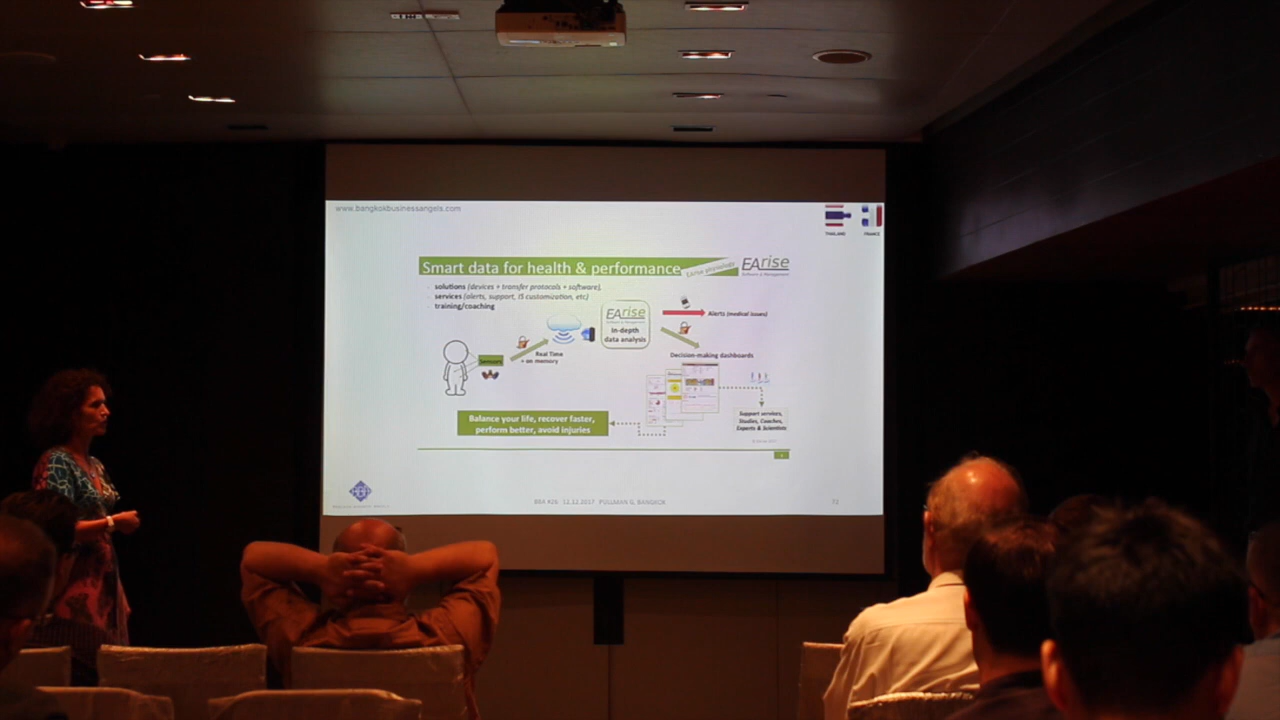 www.bangkokbusinessangels.com
THAILAND
FRANCE
Smart data for health & performance
EArise physiology
EArise
Software & Management
solutions (devices + transfer protocols + software),
services (alerts, support, IS customization, etc)
training/coaching
EArise
In-depth
data analysis
Alerts (medical issues)
Real Time
+ on memory
Sensors
Decision-making dashboards
Balance your life, recover faster,
perform better, avoid injuries
Support services,
Studies, Coaches,
Experts & Scientists
BBA #26 12.12.2017 PULLMAN G, BANGKOK
72